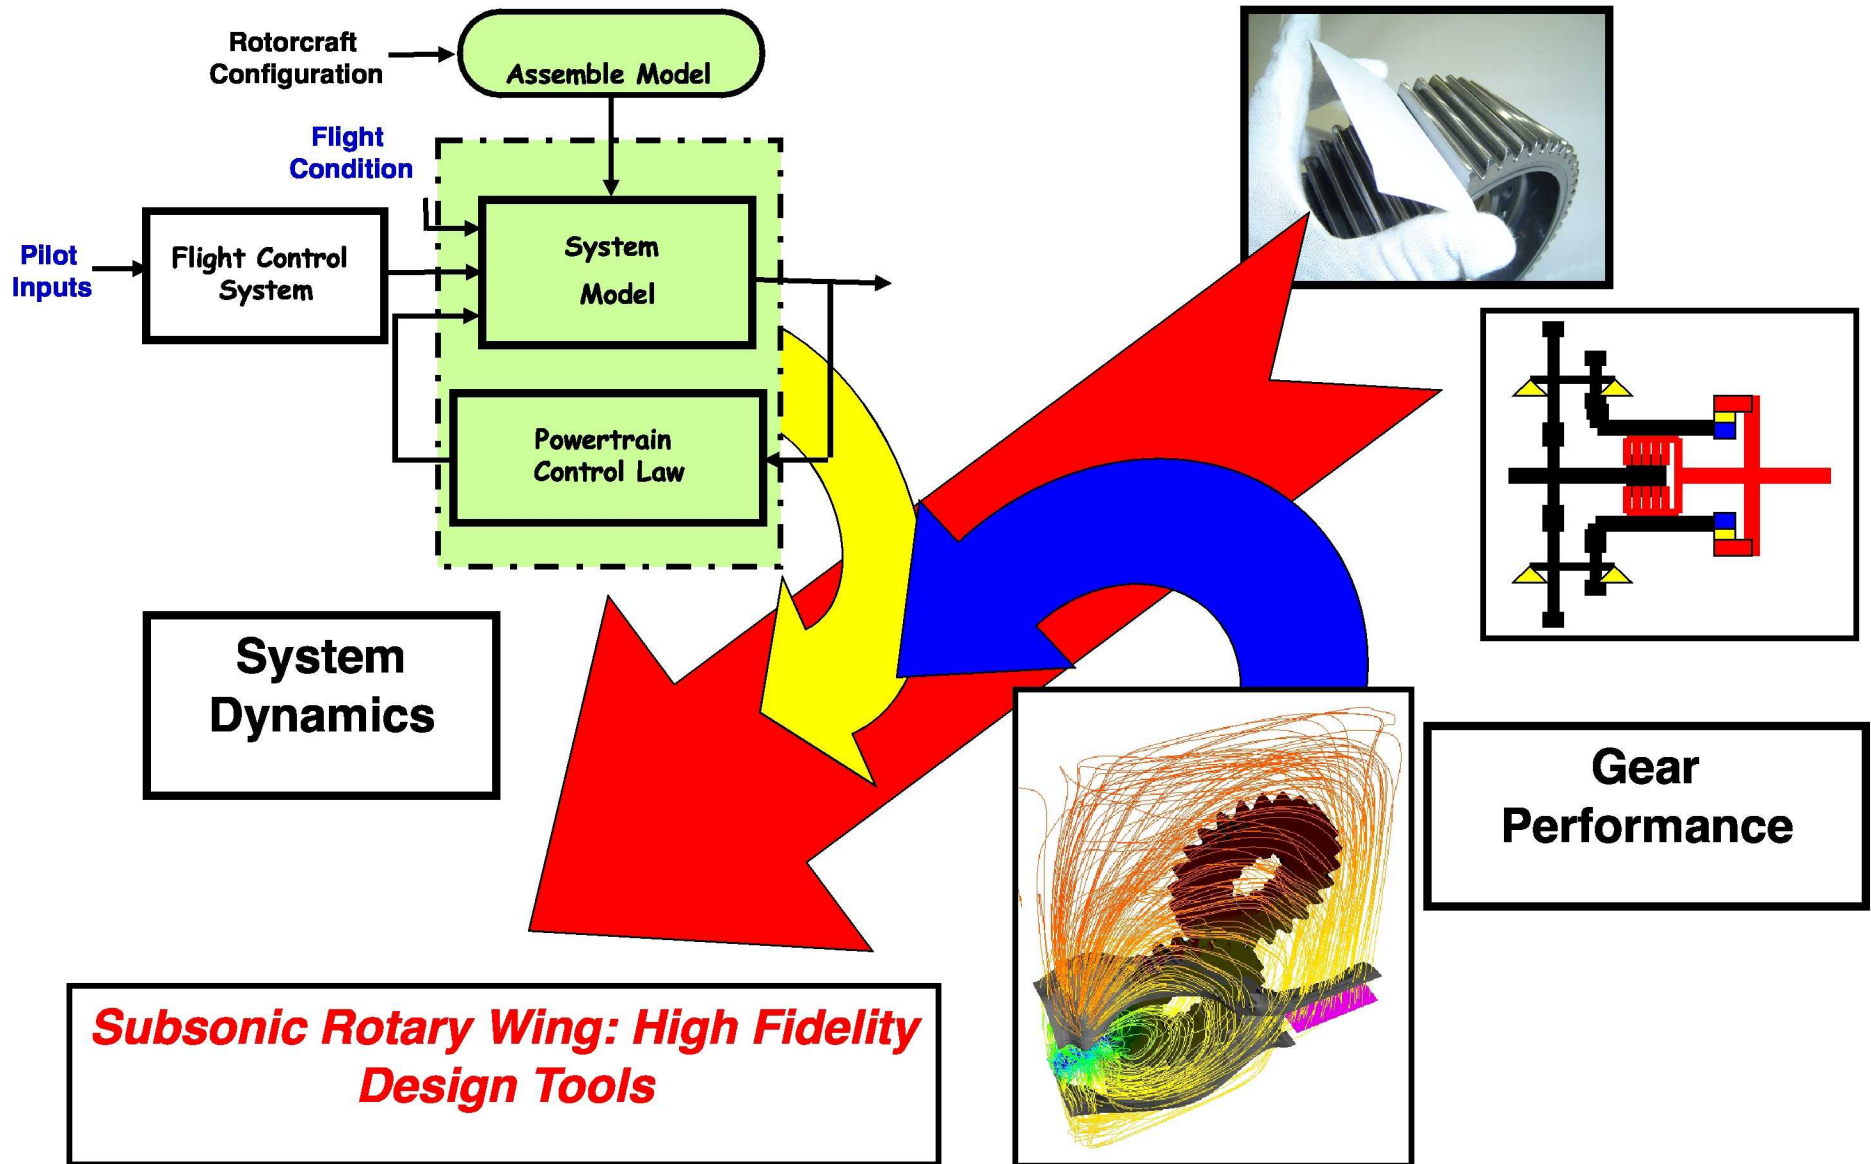 Rotorcraft
Configuration
Assemble Model
Flight
Condition
Pilot
Inputs
Flight Control
System
System
Model
Powertrain
Control Law
System
Dynamics
Gear
Performance
Subsonic Rotary Wing: High Fidelity
Design Tools